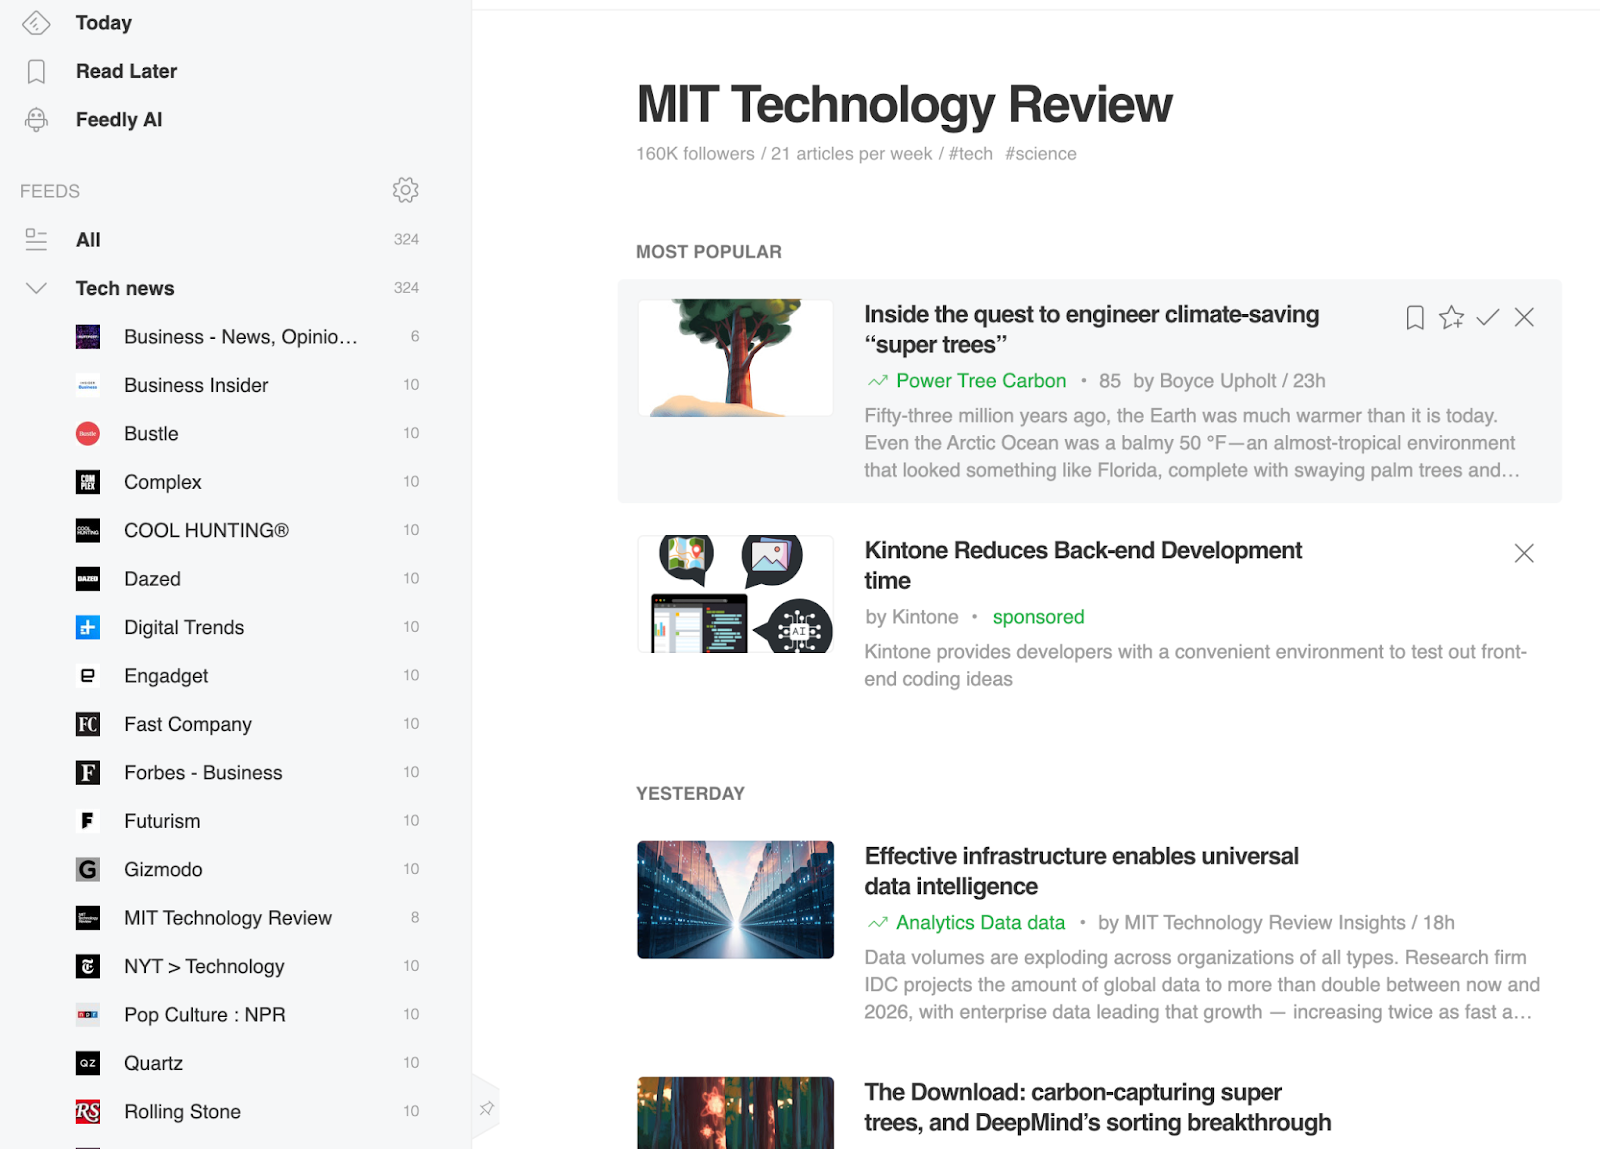 Today
Read Later
Feedly AI
FEEDS
All 324
Tech news 324
Business - News, Opinio... 6
Business Insider 10
Bustle 10
Complex 10
COOL HUNTING® 10
Dazed 10
Digital Trends 10
Engadget 10
Fast Company 10
Forbes - Business 10
Futurism 10
Gizmodo 10
MIT Technology Review 8
NYT > Technology 10
Pop Culture : NPR 10
Quartz 10
Rolling Stone 10
MIT Technology Review
160K followers / 21 articles per week / #tech #science
MOST POPULAR
Inside the quest to engineer climate-saving
“super trees”
Power Tree Carbon • 85 by Boyce Upholt / 23h
Fifty-three million years ago, the Earth was much warmer than it is today.
Even the Arctic Ocean was a balmy 50 °F—an almost-tropical environment
that looked something like Florida, complete with swaying palm trees and...
Kintone Reduces Back-end Development
time
by Kintone • sponsored
Kintone provides developers with a convenient environment to test out front-
end coding ideas
AI
YESTERDAY
Effective infrastructure enables universal
data intelligence
Analytics Data data • by MIT Technology Review Insights / 18h
Data volumes are exploding across organizations of all types. Research firm
IDC projects the amount of global data to more than double between now and
2026, with enterprise data leading that growth — increasing twice as fast a...
The Download: carbon-capturing super
trees, and DeepMind’s sorting breakthrough